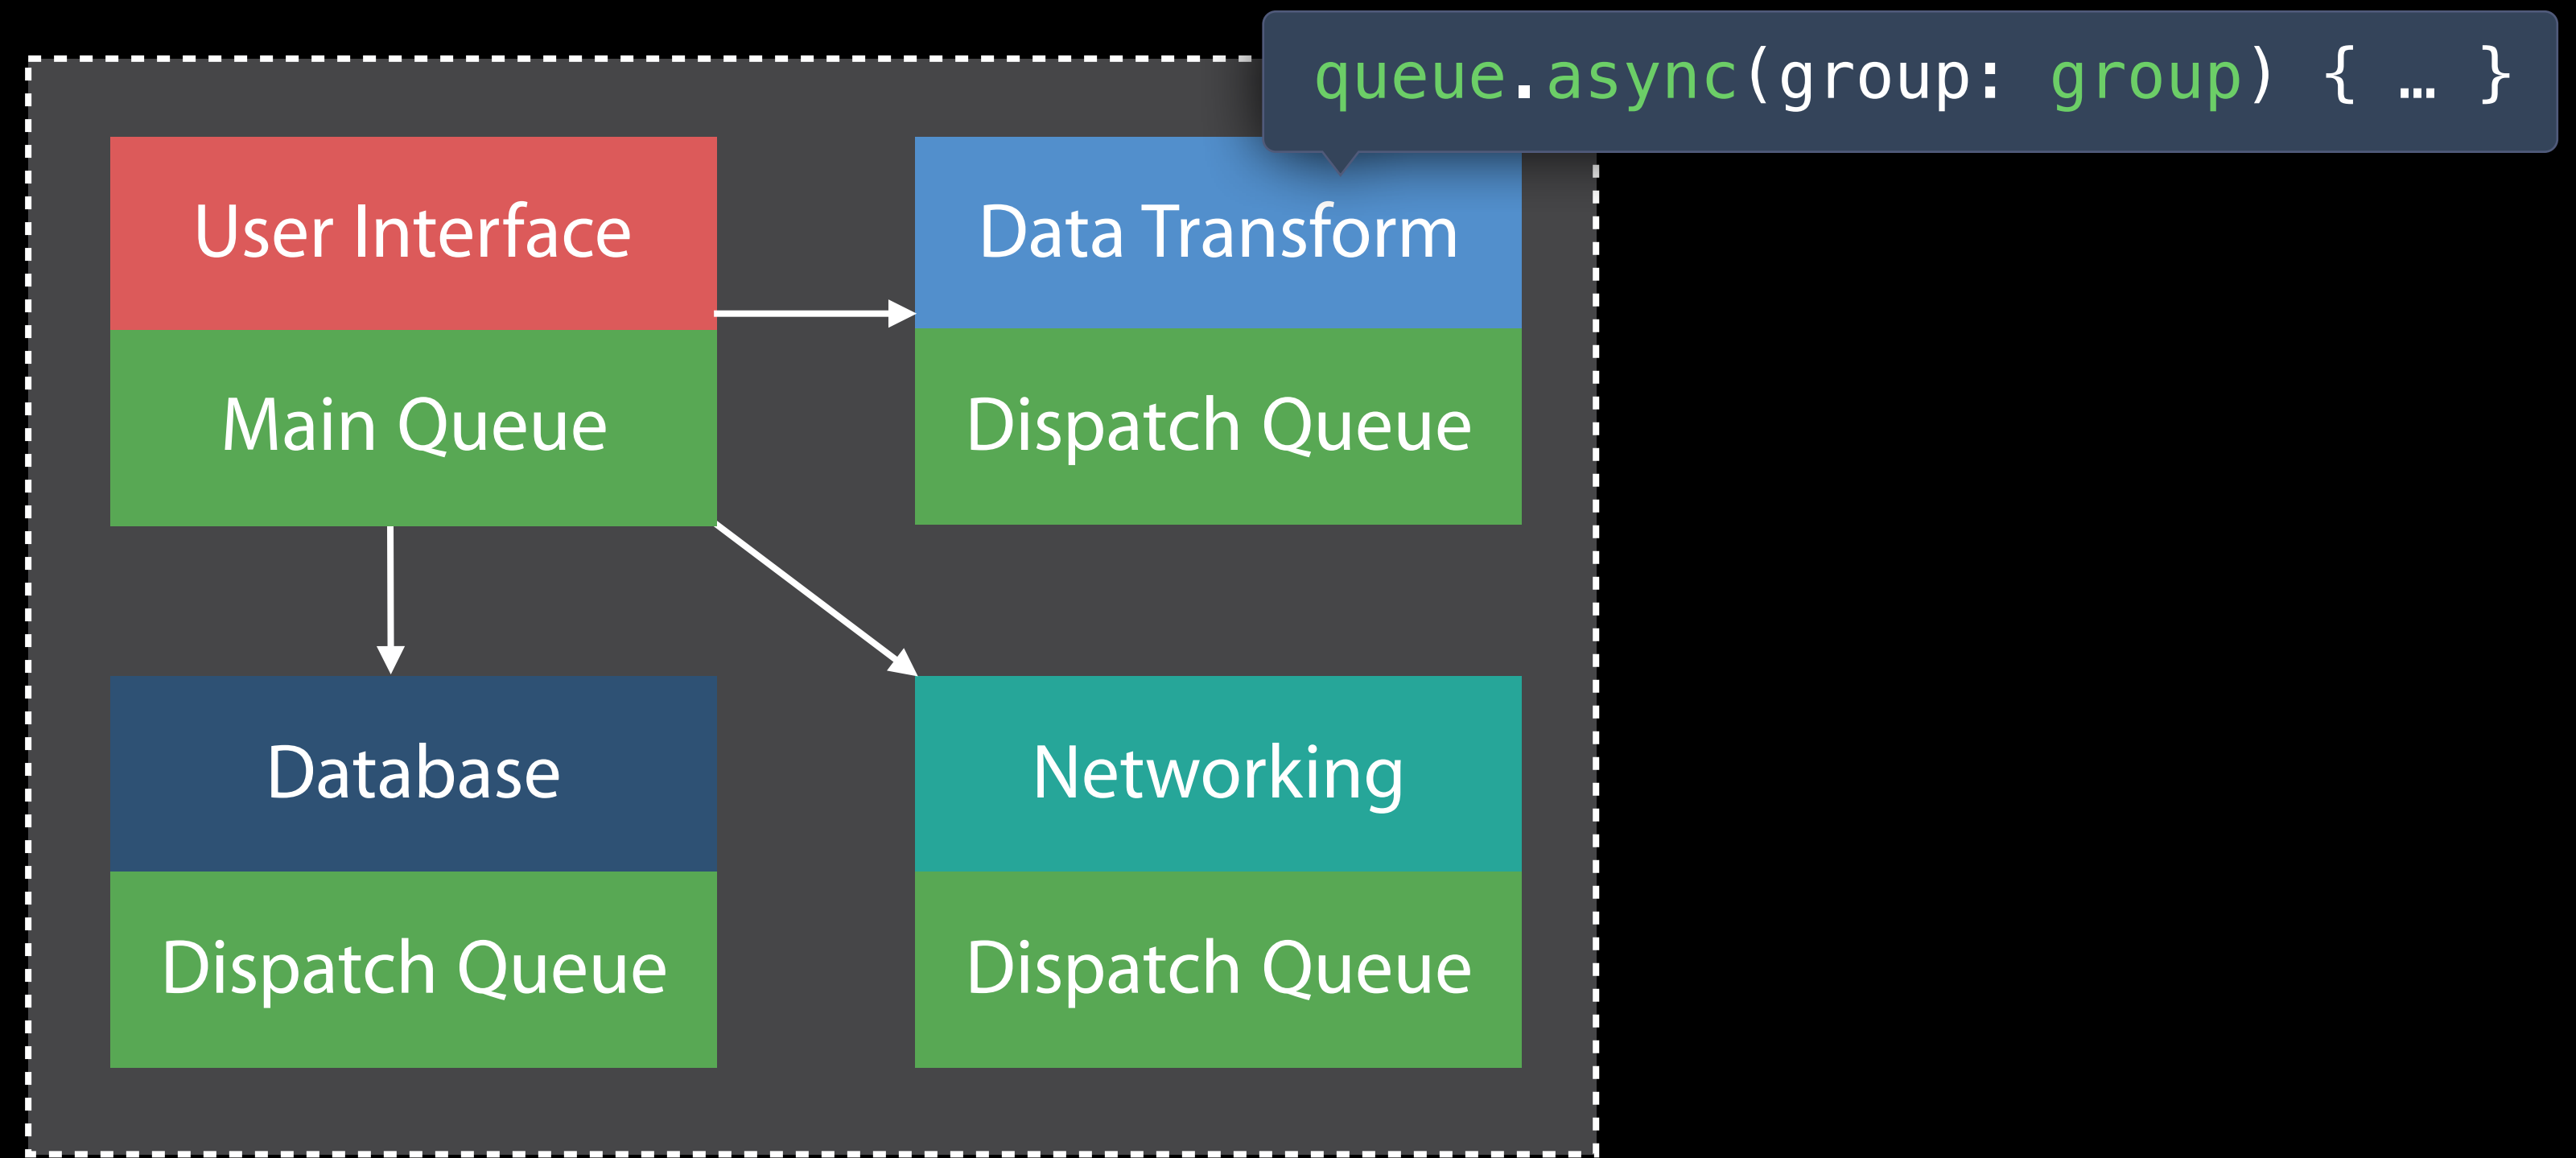 queue.async(group: group) { … }
User Interface
Main Queue
Data Transform
Dispatch Queue
Database
Dispatch Queue
Networking
Dispatch Queue